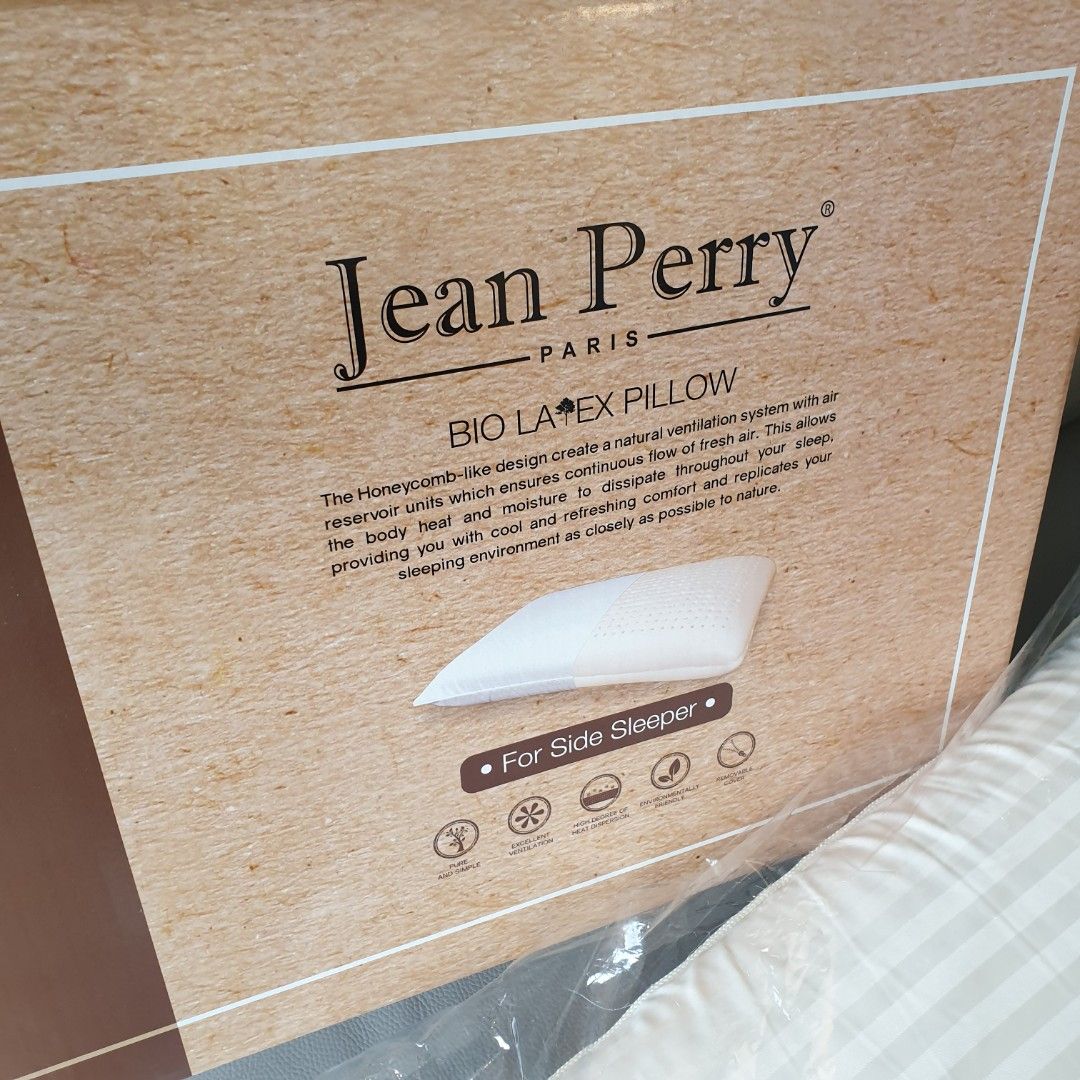 Jean Perry®
PARIS
BIO LATEX PILLOW
The Honeycomb-like design create a natural ventilation system with air
reservoir units which ensures continuous flow of fresh air. This allows
the body heat and moisture to dissipate throughout your sleep,
providing you with cool and refreshing comfort and replicates your
sleeping environment as closely as possible to nature.
• For Side Sleeper •
PURE
AND SIMPLE
EXCELLENT
VENTILATION
HIGH DEGREE OF
HEAT DISPERSION
ENVIRONMENTALLY
FRIENDLY
REMOVABLE
COVER